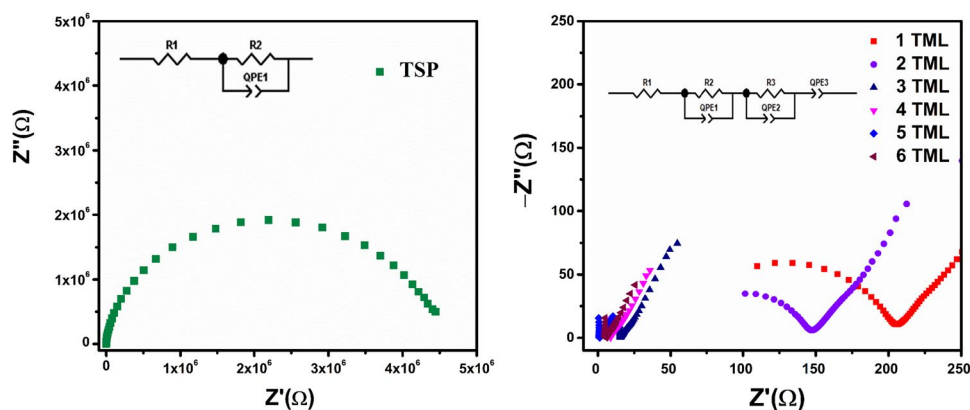 5x10⁶
4x10⁶
3x10⁶
2x10⁶
1x10⁶
0
Z''(Ω)
R1
R2
QPE1
TSP
0
1x10⁶
2x10⁶
3x10⁶
4x10⁶
5x10⁶
Z'(Ω)
250
200
150
100
50
0
−Z''(Ω)
R1
R2
R3
QPE3
QPE1
QPE2
1 TML
2 TML
3 TML
4 TML
5 TML
6 TML
0
50
100
150
200
250
Z'(Ω)